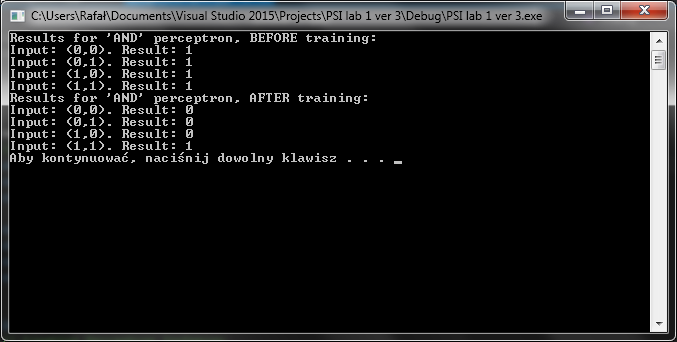 C:\Users\Rafał\Documents\Visual Studio 2015\Projects\PSI lab 1 ver 3\Debug\PSI lab 1 ver 3.exe
Results for 'AND' perceptron, BEFORE training:
Input: (0,0). Result: 1
Input: (0,1). Result: 1
Input: (1,0). Result: 1
Input: (1,1). Result: 1
Results for 'AND' perceptron, AFTER training:
Input: (0,0). Result: 0
Input: (0,1). Result: 0
Input: (1,0). Result: 0
Input: (1,1). Result: 1
Aby kontynuować, naciśnij dowolny klawisz . . . _